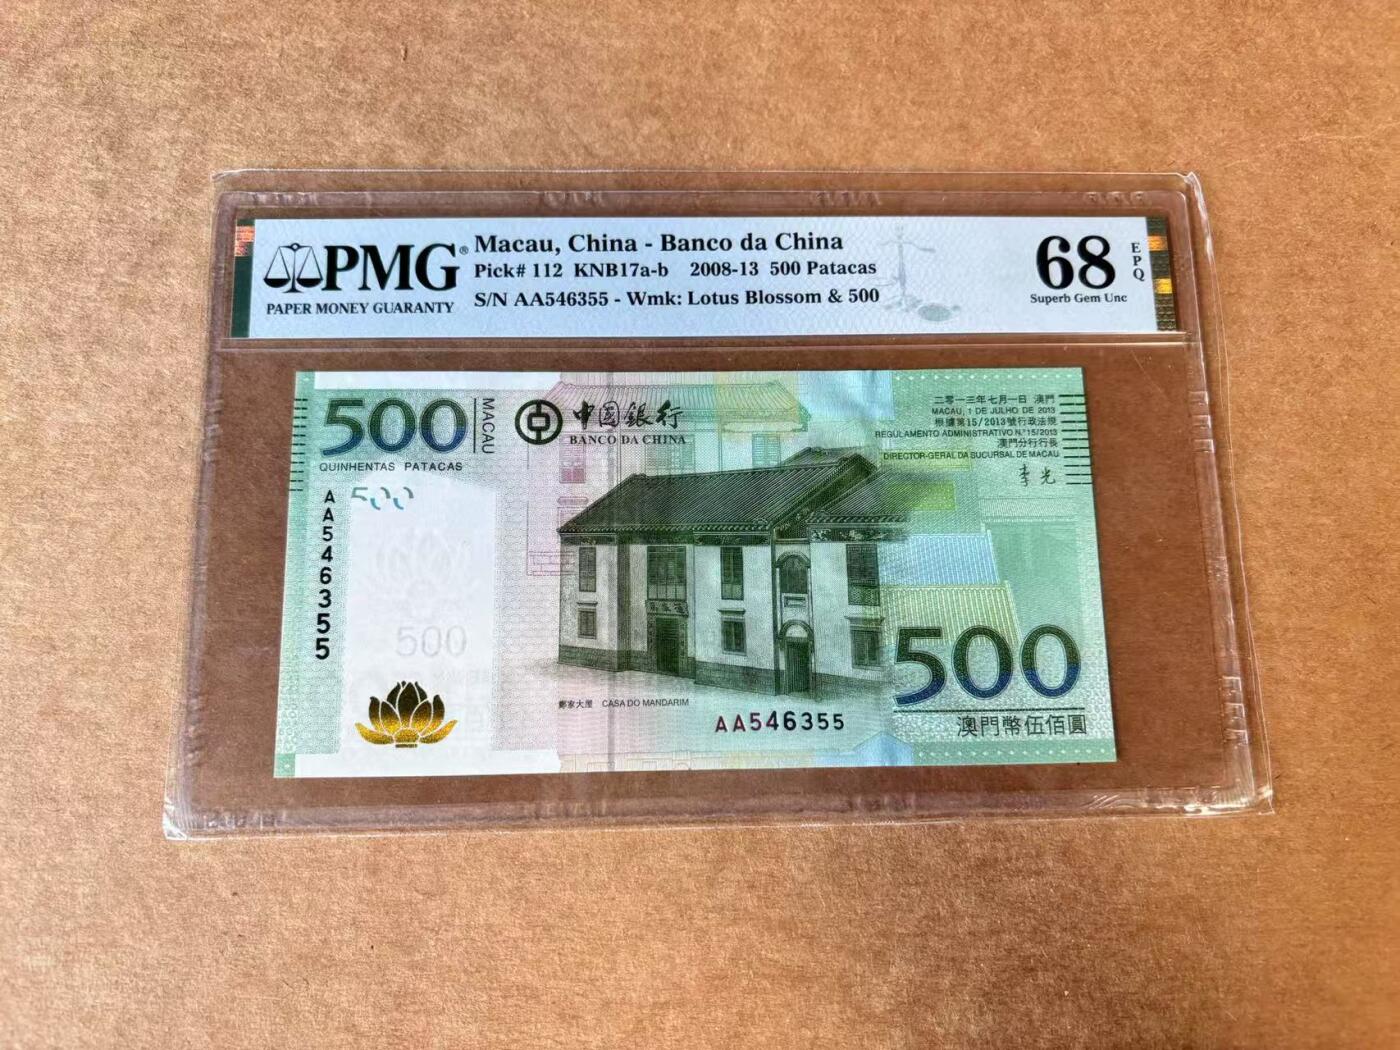 PMG®
PAPER MONEY GUARANTY
Macau, China - Banco da China
Pick# 112 KNB17a-b 2008-13 500 Patacas
S/N AA546355 - Wmk: Lotus Blossom & 500
68
EPQ
Superb Gem Unc
500
MACAU
QUINHENTAS PATACAS
中國銀行
BANCO DA CHINA
二零一三年七月一日 澳門
MACAU, 1 DE JULHO DE 2013
根據第15/2013號行政法規
REGULAMENTO ADMINISTRATIVO N.º 15/2013
澳門分行行長
DIRECTOR-GERAL DA SUCURSAL DE MACAU
AA546355
500
500
鄭家大屋 CASA DO MANDARIM
AA546355
500
澳門幣伍佰圓